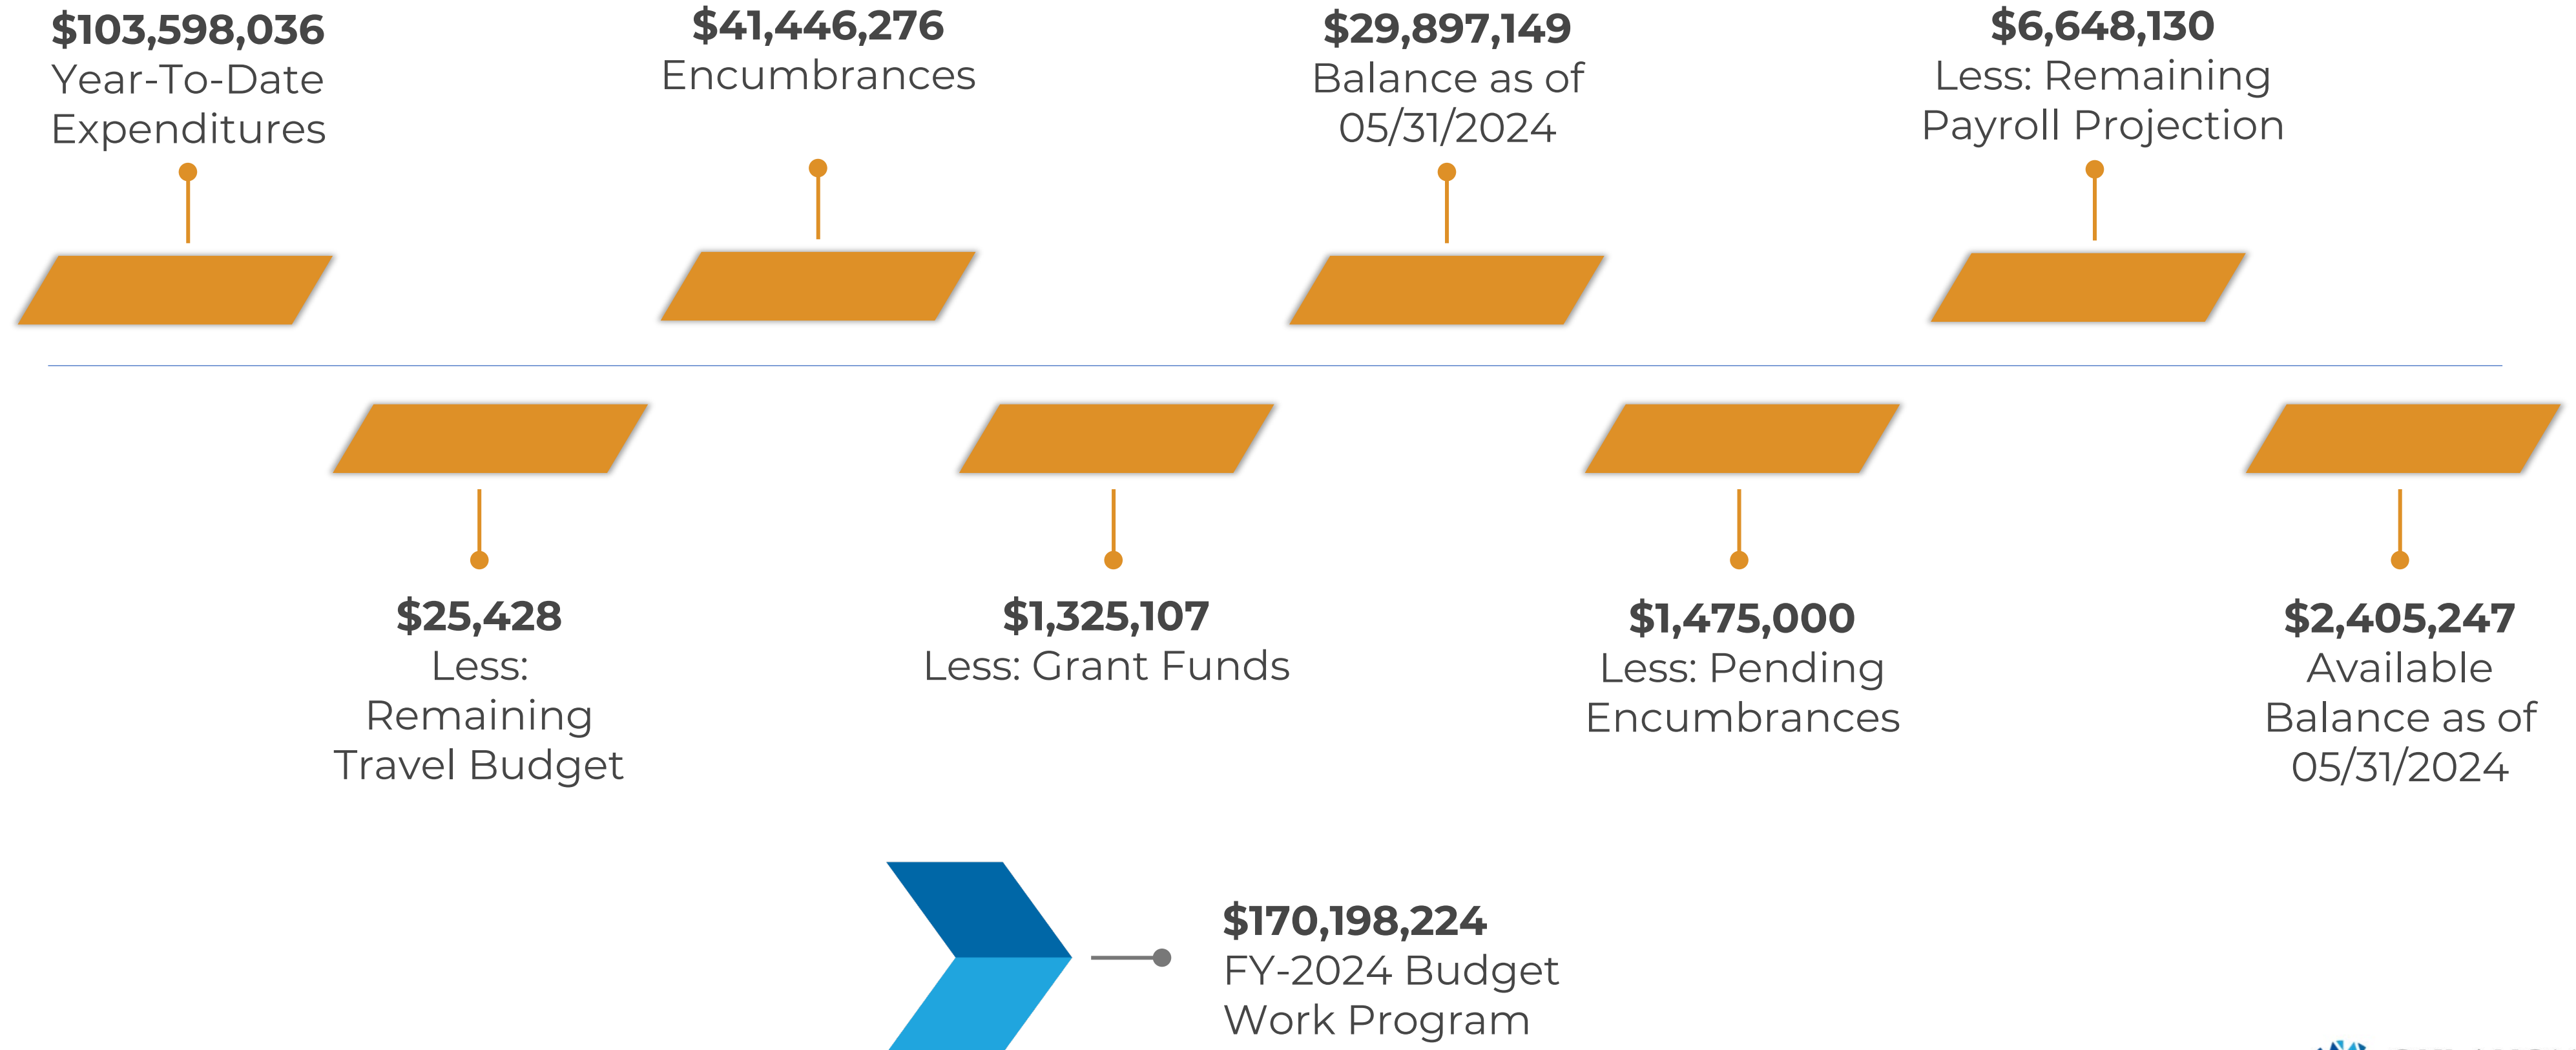 $103,598,036
Year-To-Date
Expenditures
$41,446,276
Encumbrances
$29,897,149
Balance as of
05/31/2024
$6,648,130
Less: Remaining
Payroll Projection
$25,428
Less:
Remaining
Travel Budget
$1,325,107
Less: Grant Funds
$1,475,000
Less: Pending
Encumbrances
$2,405,247
Available
Balance as of
05/31/2024
$170,198,224
FY-2024 Budget
Work Program